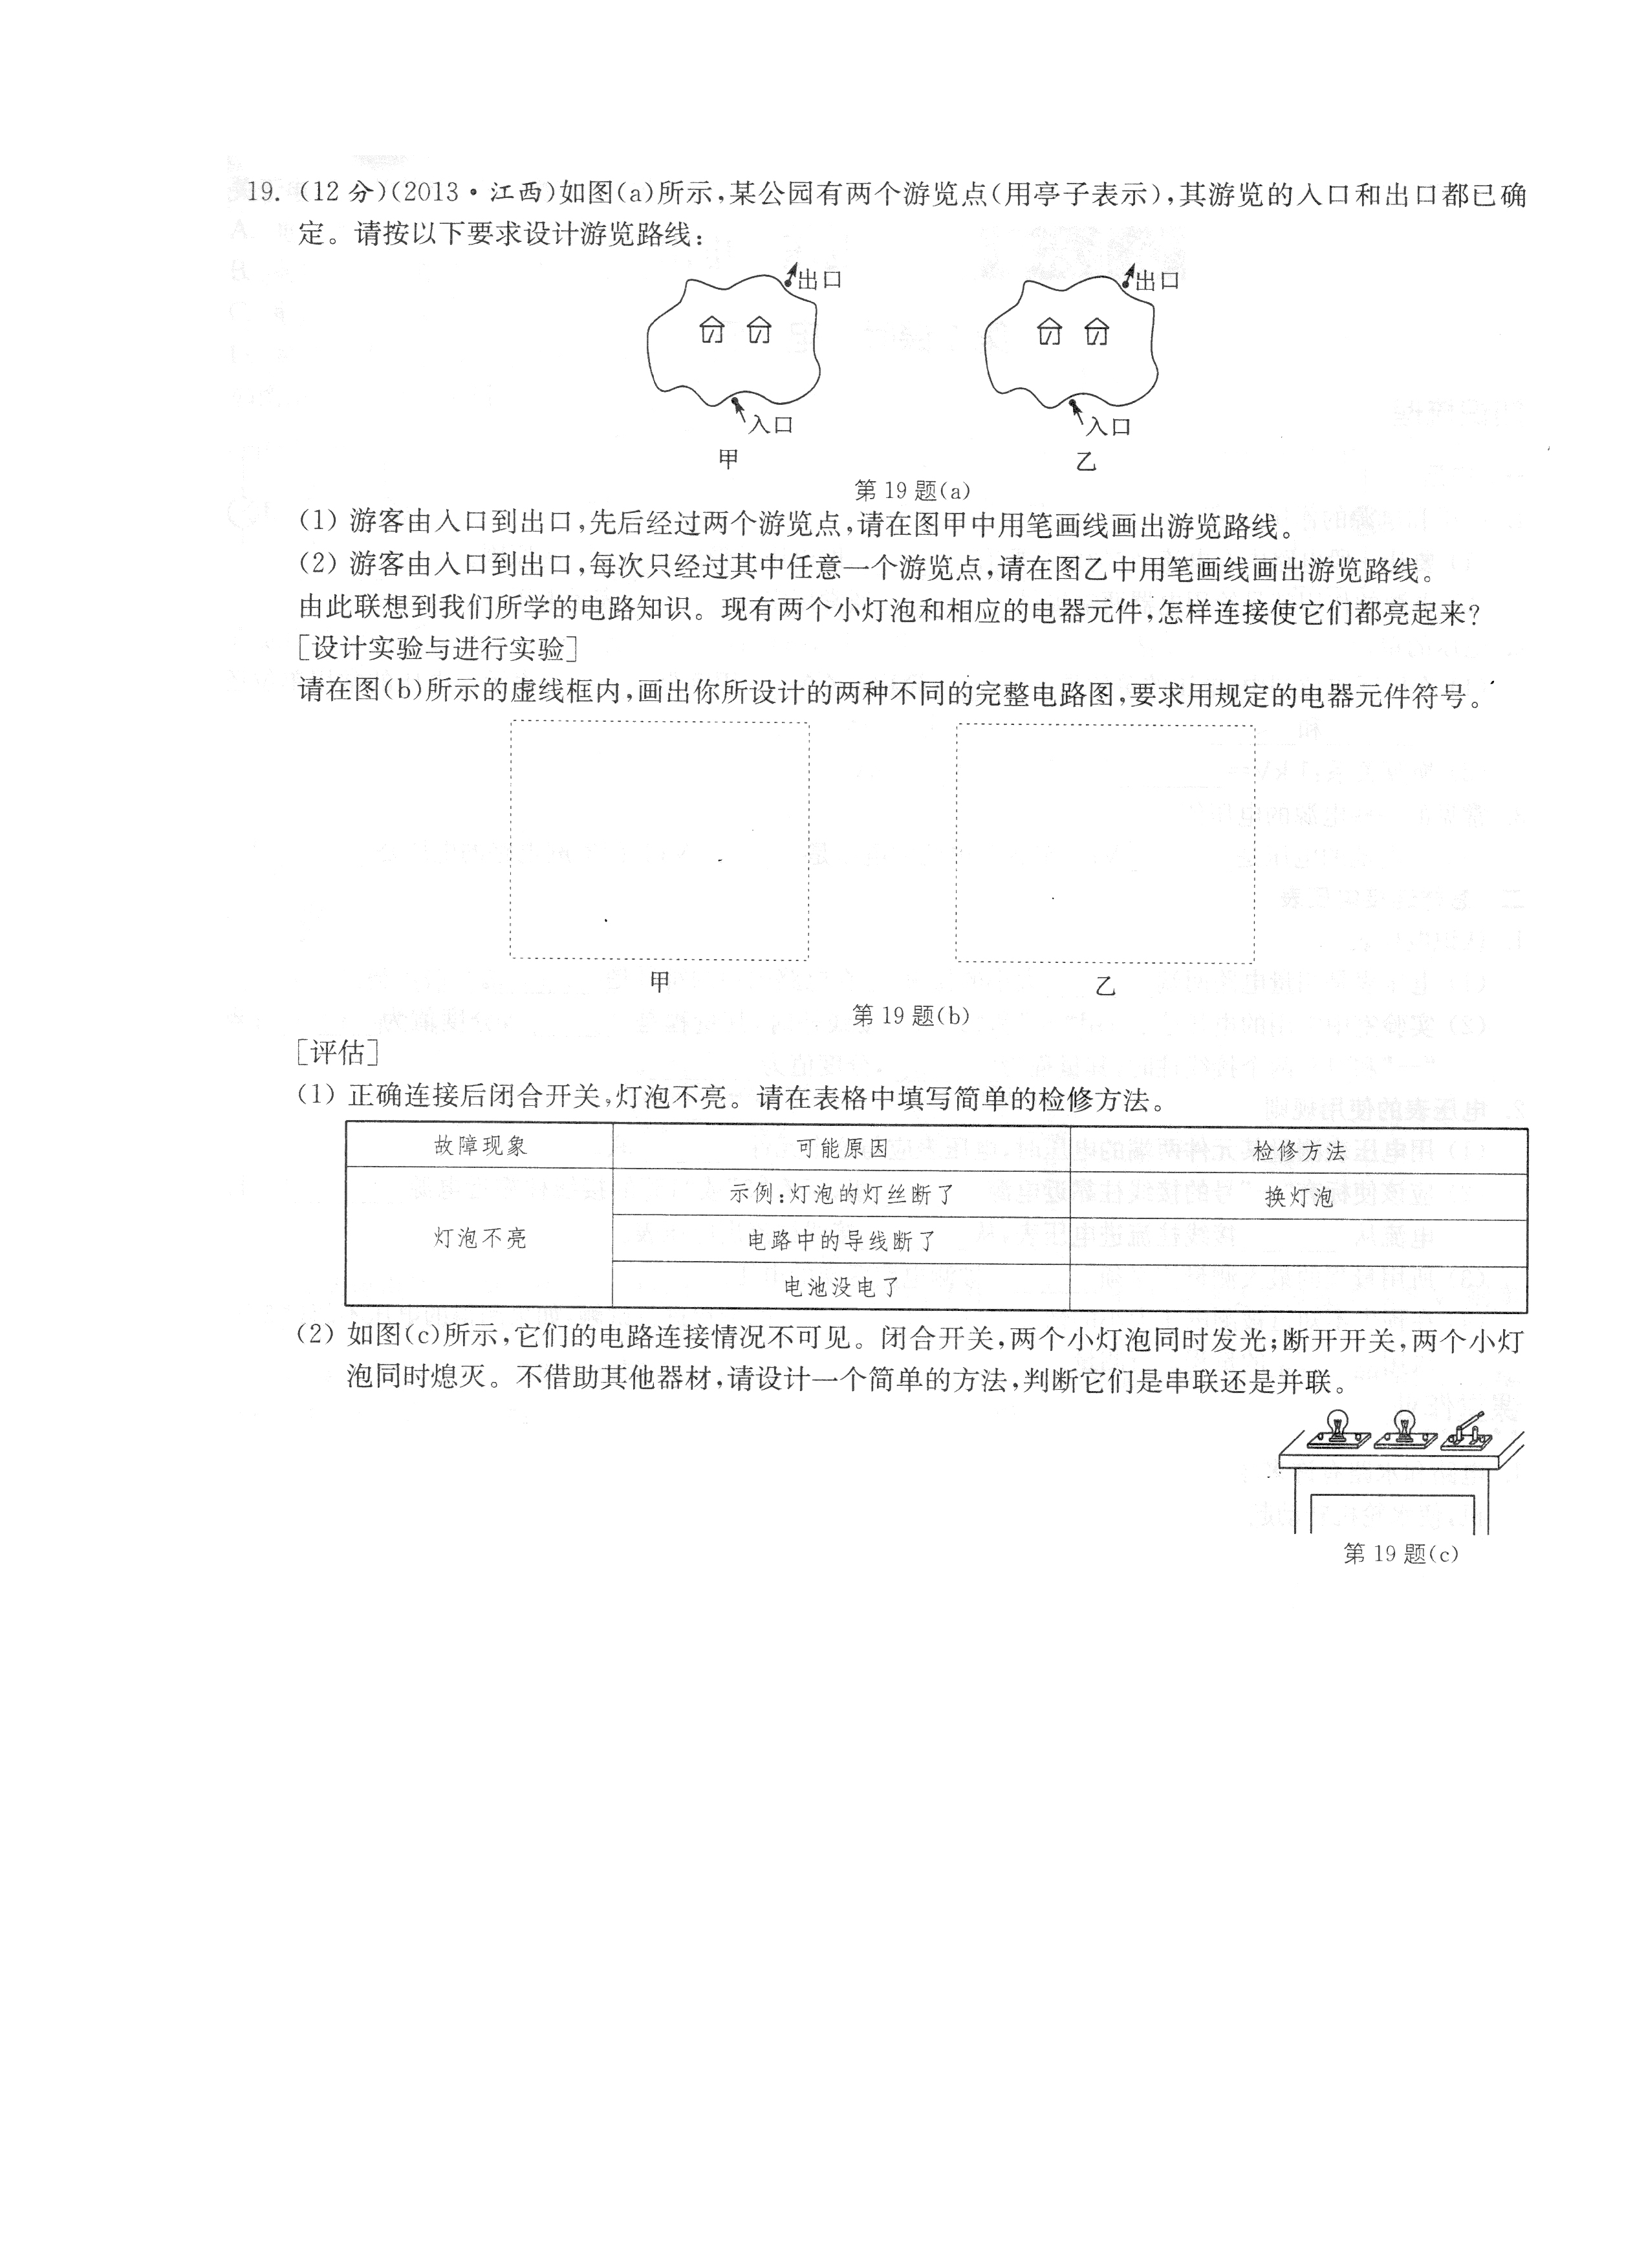 19. (12 分)(2013·江西)如图(a)所示,某公园有两个游览点(用亭子表示),其游览的入口和出口都已确
定。请按以下要求设计游览路线:
出口 出口
入口 入口
甲 乙
第 19 题(a)
(1) 游客由入口到出口,先后经过两个游览点,请在图甲中用笔画线画出游览路线。
(2) 游客由入口到出口,每次只经过其中任意一个游览点,请在图乙中用笔画线画出游览路线。
由此联想到我们所学的电路知识。现有两个小灯泡和相应的电器元件,怎样连接使它们都亮起来?
[设计实验与进行实验]
请在图(b)所示的虚线框内,画出你所设计的两种不同的完整电路图,要求用规定的电器元件符号。
甲 乙
第 19 题(b)
[评估]
(1) 正确连接后闭合开关,灯泡不亮。请在表格中填写简单的检修方法。
故障现象 可能原因 检修方法
示例:灯泡的灯丝断了 换灯泡
灯泡不亮 电路中的导线断了
电池没电了
(2) 如图(c)所示,它们的电路连接情况不可见。闭合开关,两个小灯泡同时发光;断开开关,两个小灯
泡同时熄灭。不借助其他器材,请设计一个简单的方法,判断它们是串联还是并联。
第 19 题(c)